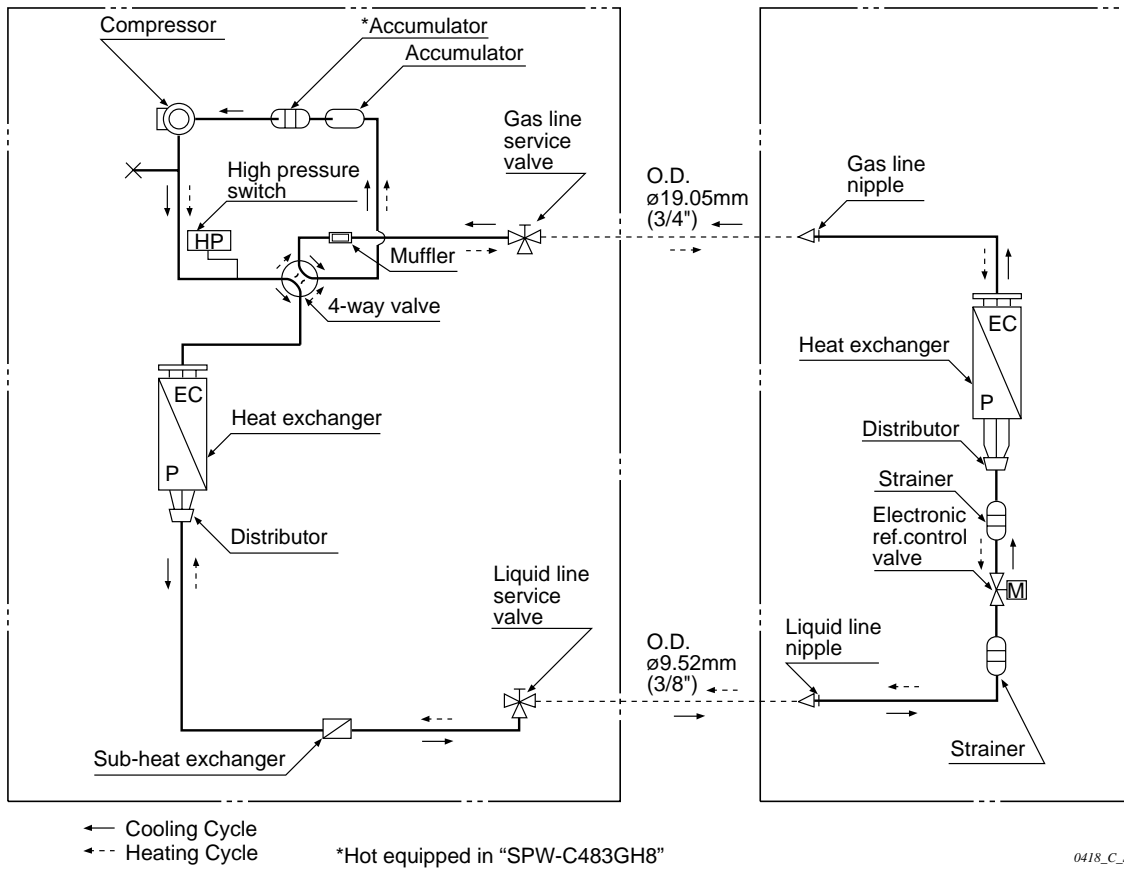 Compressor
*Accumulator
Accumulator
Gas line
service
valve
High pressure
switch
HP
Muffler
4-way valve
O.D.
ø19.05mm
(3/4")
Gas line
nipple
EC
P
Heat exchanger
Distributor
EC
P
Heat exchanger
Distributor
Strainer
Electronic
ref.control
valve
M
Liquid line
service
valve
O.D.
ø9.52mm
(3/8")
Liquid line
nipple
Sub-heat exchanger
Strainer
Cooling Cycle
Heating Cycle
*Hot equipped in “SPW-C483GH8”
0418_C_